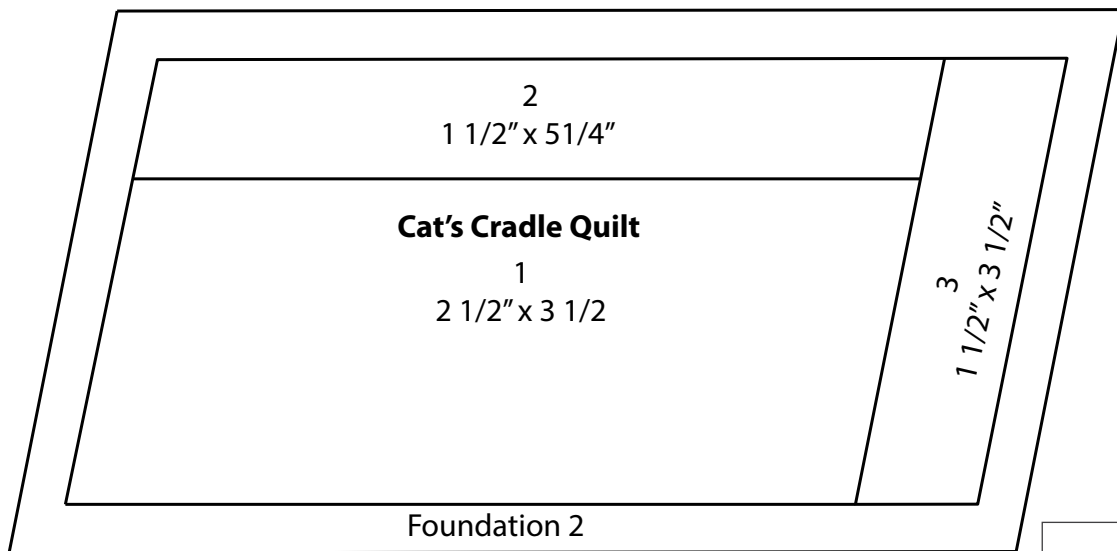 2
1 1/2” x 51/4”
Cat’s Cradle Quilt
1
2 1/2” x 3 1/2
3
1 1/2” x 3 1/2”
Foundation 2